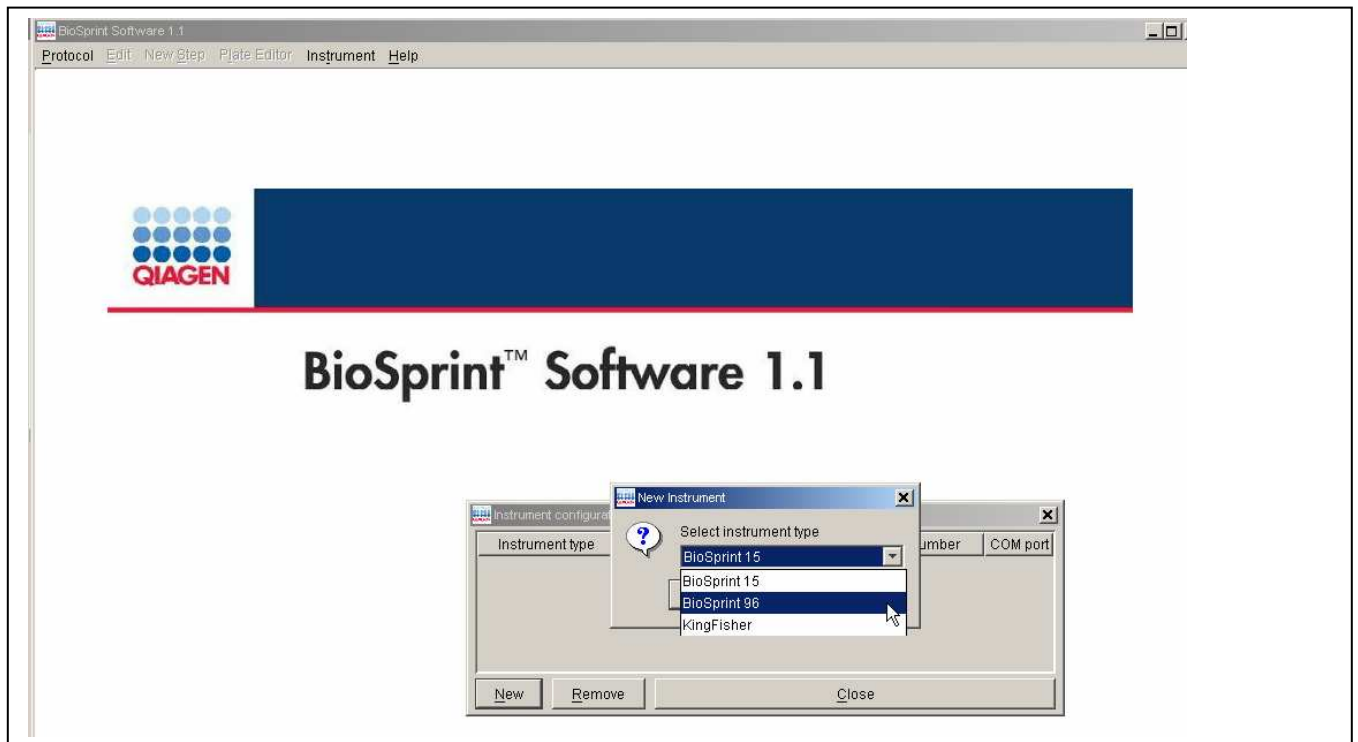 BioSprint Software 1.1
Protocol Edit New Step Plate Editor Instrument Help
QIAGEN
BioSprint™ Software 1.1
New Instrument
Instrument configura
Select instrument type
Instrument type umber COM port
BioSprint 15
BioSprint 15
BioSprint 96
KingFisher
New Remove Close